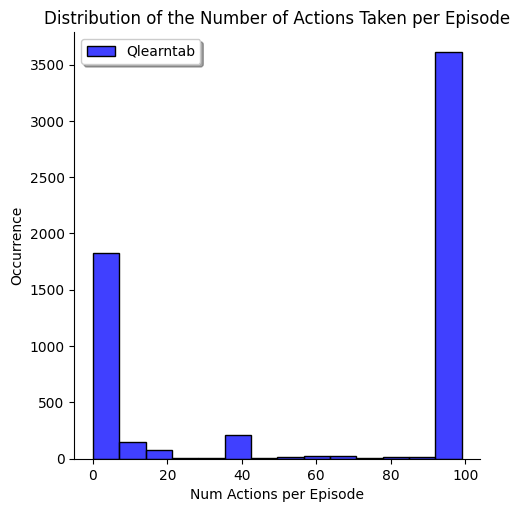 Distribution of the Number of Actions Taken per Episode
Qlearntab
3500
3000
2500
2000
1500
1000
500
0
Occurrence
0 20 40 60 80 100
Num Actions per Episode